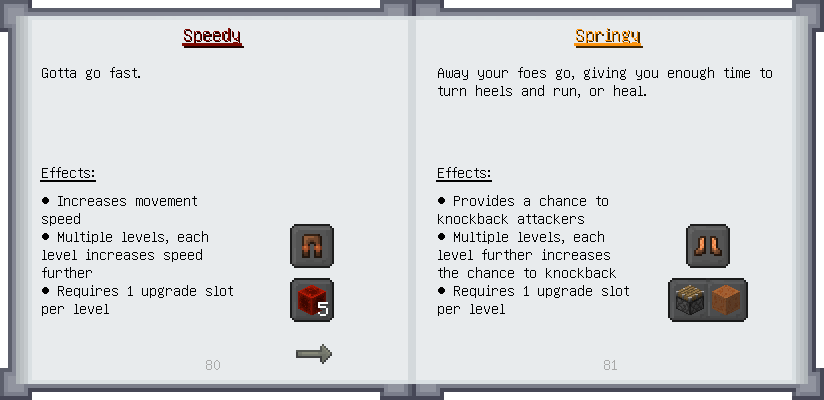 Speedy
Gotta go fast.
Effects:
• Increases movement
speed
• Multiple levels, each
level increases speed
further
• Requires 1 upgrade slot
per level
5
80
Springy
Away your foes go, giving you enough time to
turn heels and run, or heal.
Effects:
• Provides a chance to
knockback attackers
• Multiple levels, each
level further increases
the chance to knockback
• Requires 1 upgrade slot
per level
81